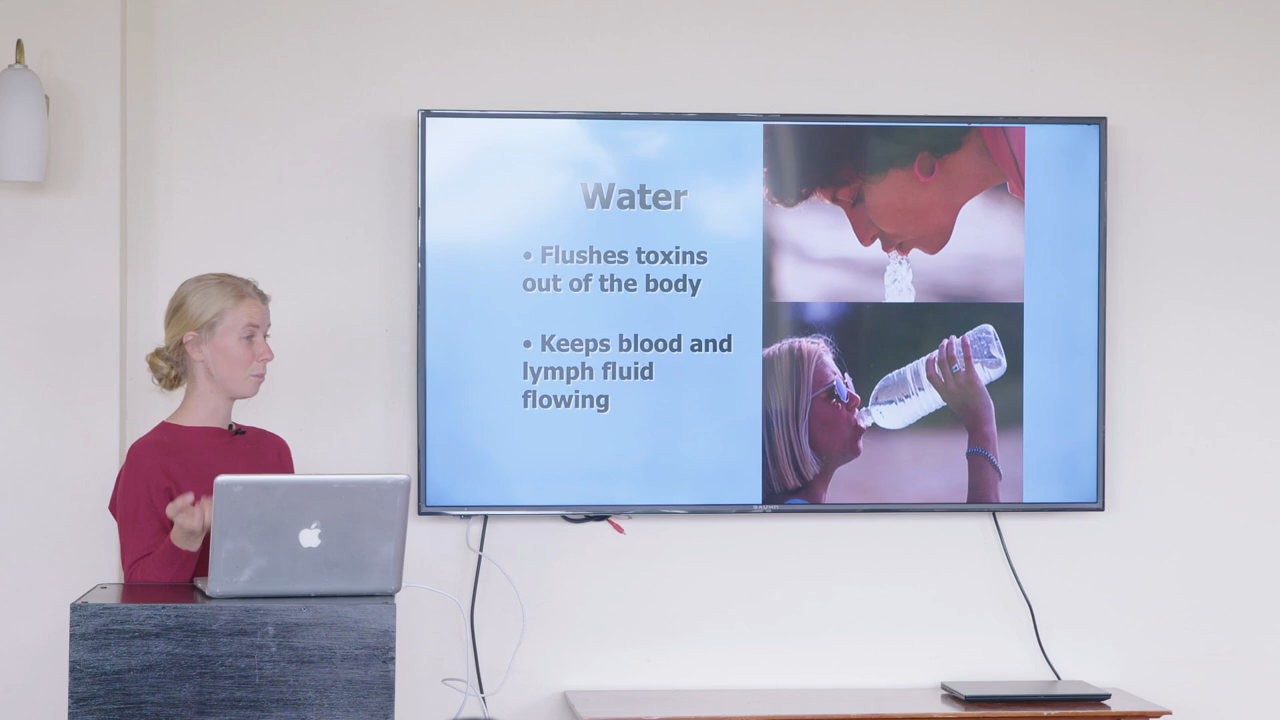 Water
• Flushes toxins
out of the body
• Keeps blood and
lymph fluid
flowing